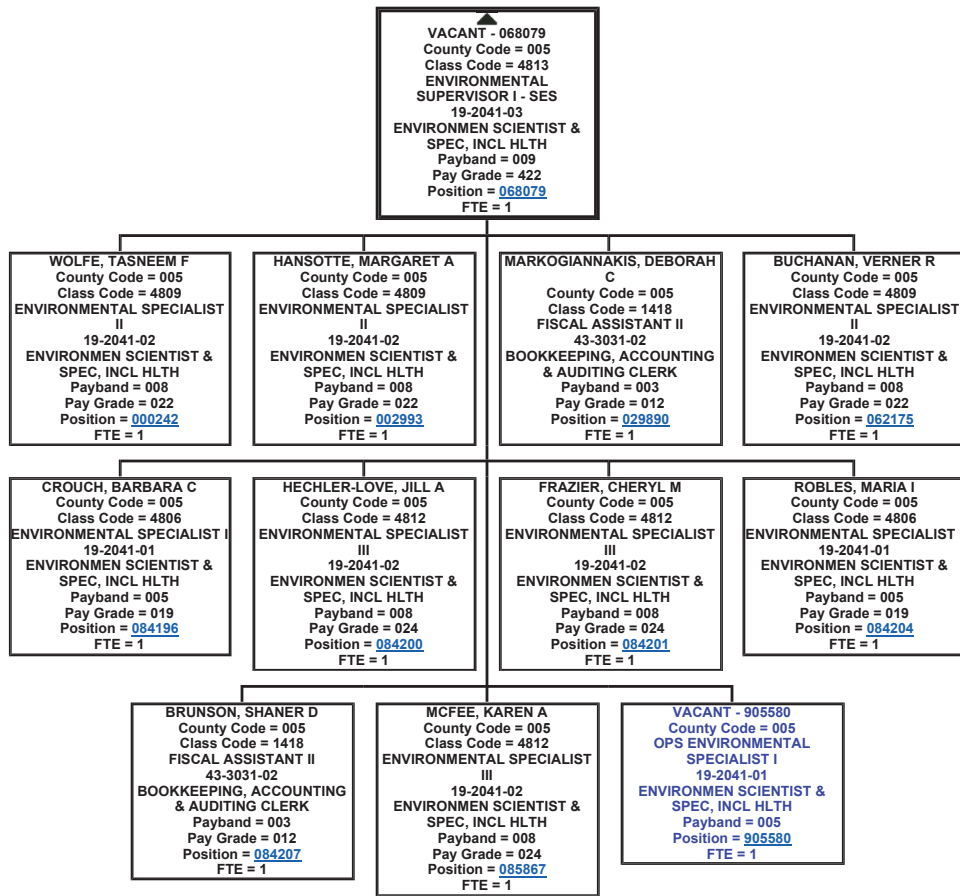 VACANT - 068079
County Code = 005
Class Code = 4813
ENVIRONMENTAL
SUPERVISOR I - SES
19-2041-03
ENVIRONMEN SCIENTIST &
SPEC, INCL HLTH
Payband = 009
Pay Grade = 422
Position = 068079
FTE = 1
WOLFE, TASNEEM F
County Code = 005
Class Code = 4809
ENVIRONMENTAL SPECIALIST
II
19-2041-02
ENVIRONMEN SCIENTIST &
SPEC, INCL HLTH
Payband = 008
Pay Grade = 022
Position = 000242
FTE = 1
HANSOTTE, MARGARET A
County Code = 005
Class Code = 4809
ENVIRONMENTAL SPECIALIST
II
19-2041-02
ENVIRONMEN SCIENTIST &
SPEC, INCL HLTH
Payband = 008
Pay Grade = 022
Position = 002993
FTE = 1
MARKOGIANNAKIS, DEBORAH
C
County Code = 005
Class Code = 1418
FISCAL ASSISTANT II
43-3031-02
BOOKKEEPING, ACCOUNTING
& AUDITING CLERK
Payband = 003
Pay Grade = 012
Position = 029890
FTE = 1
BUCHANAN, VERNER R
County Code = 005
Class Code = 4809
ENVIRONMENTAL SPECIALIST
II
19-2041-02
ENVIRONMEN SCIENTIST &
SPEC, INCL HLTH
Payband = 008
Pay Grade = 022
Position = 062175
FTE = 1
CROUCH, BARBARA C
County Code = 005
Class Code = 4806
ENVIRONMENTAL SPECIALIST I
19-2041-01
ENVIRONMEN SCIENTIST &
SPEC, INCL HLTH
Payband = 005
Pay Grade = 019
Position = 084196
FTE = 1
HECHLER-LOVE, JILL A
County Code = 005
Class Code = 4812
ENVIRONMENTAL SPECIALIST
III
19-2041-02
ENVIRONMEN SCIENTIST &
SPEC, INCL HLTH
Payband = 008
Pay Grade = 024
Position = 084200
FTE = 1
FRAZIER, CHERYL M
County Code = 005
Class Code = 4812
ENVIRONMENTAL SPECIALIST
III
19-2041-02
ENVIRONMEN SCIENTIST &
SPEC, INCL HLTH
Payband = 008
Pay Grade = 024
Position = 084201
FTE = 1
ROBLES, MARIA I
County Code = 005
Class Code = 4806
ENVIRONMENTAL SPECIALIST I
19-2041-01
ENVIRONMEN SCIENTIST &
SPEC, INCL HLTH
Payband = 005
Pay Grade = 019
Position = 084204
FTE = 1
BRUNSON, SHANER D
County Code = 005
Class Code = 1418
FISCAL ASSISTANT II
43-3031-02
BOOKKEEPING, ACCOUNTING
& AUDITING CLERK
Payband = 003
Pay Grade = 012
Position = 084207
FTE = 1
MCFEE, KAREN A
County Code = 005
Class Code = 4812
ENVIRONMENTAL SPECIALIST
III
19-2041-02
ENVIRONMEN SCIENTIST &
SPEC, INCL HLTH
Payband = 008
Pay Grade = 024
Position = 085867
FTE = 1
VACANT - 905580
County Code = 005
OPS ENVIRONMENTAL
SPECIALIST I
19-2041-01
ENVIRONMEN SCIENTIST &
SPEC, INCL HLTH
Payband = 005
Position = 905580
FTE = 1